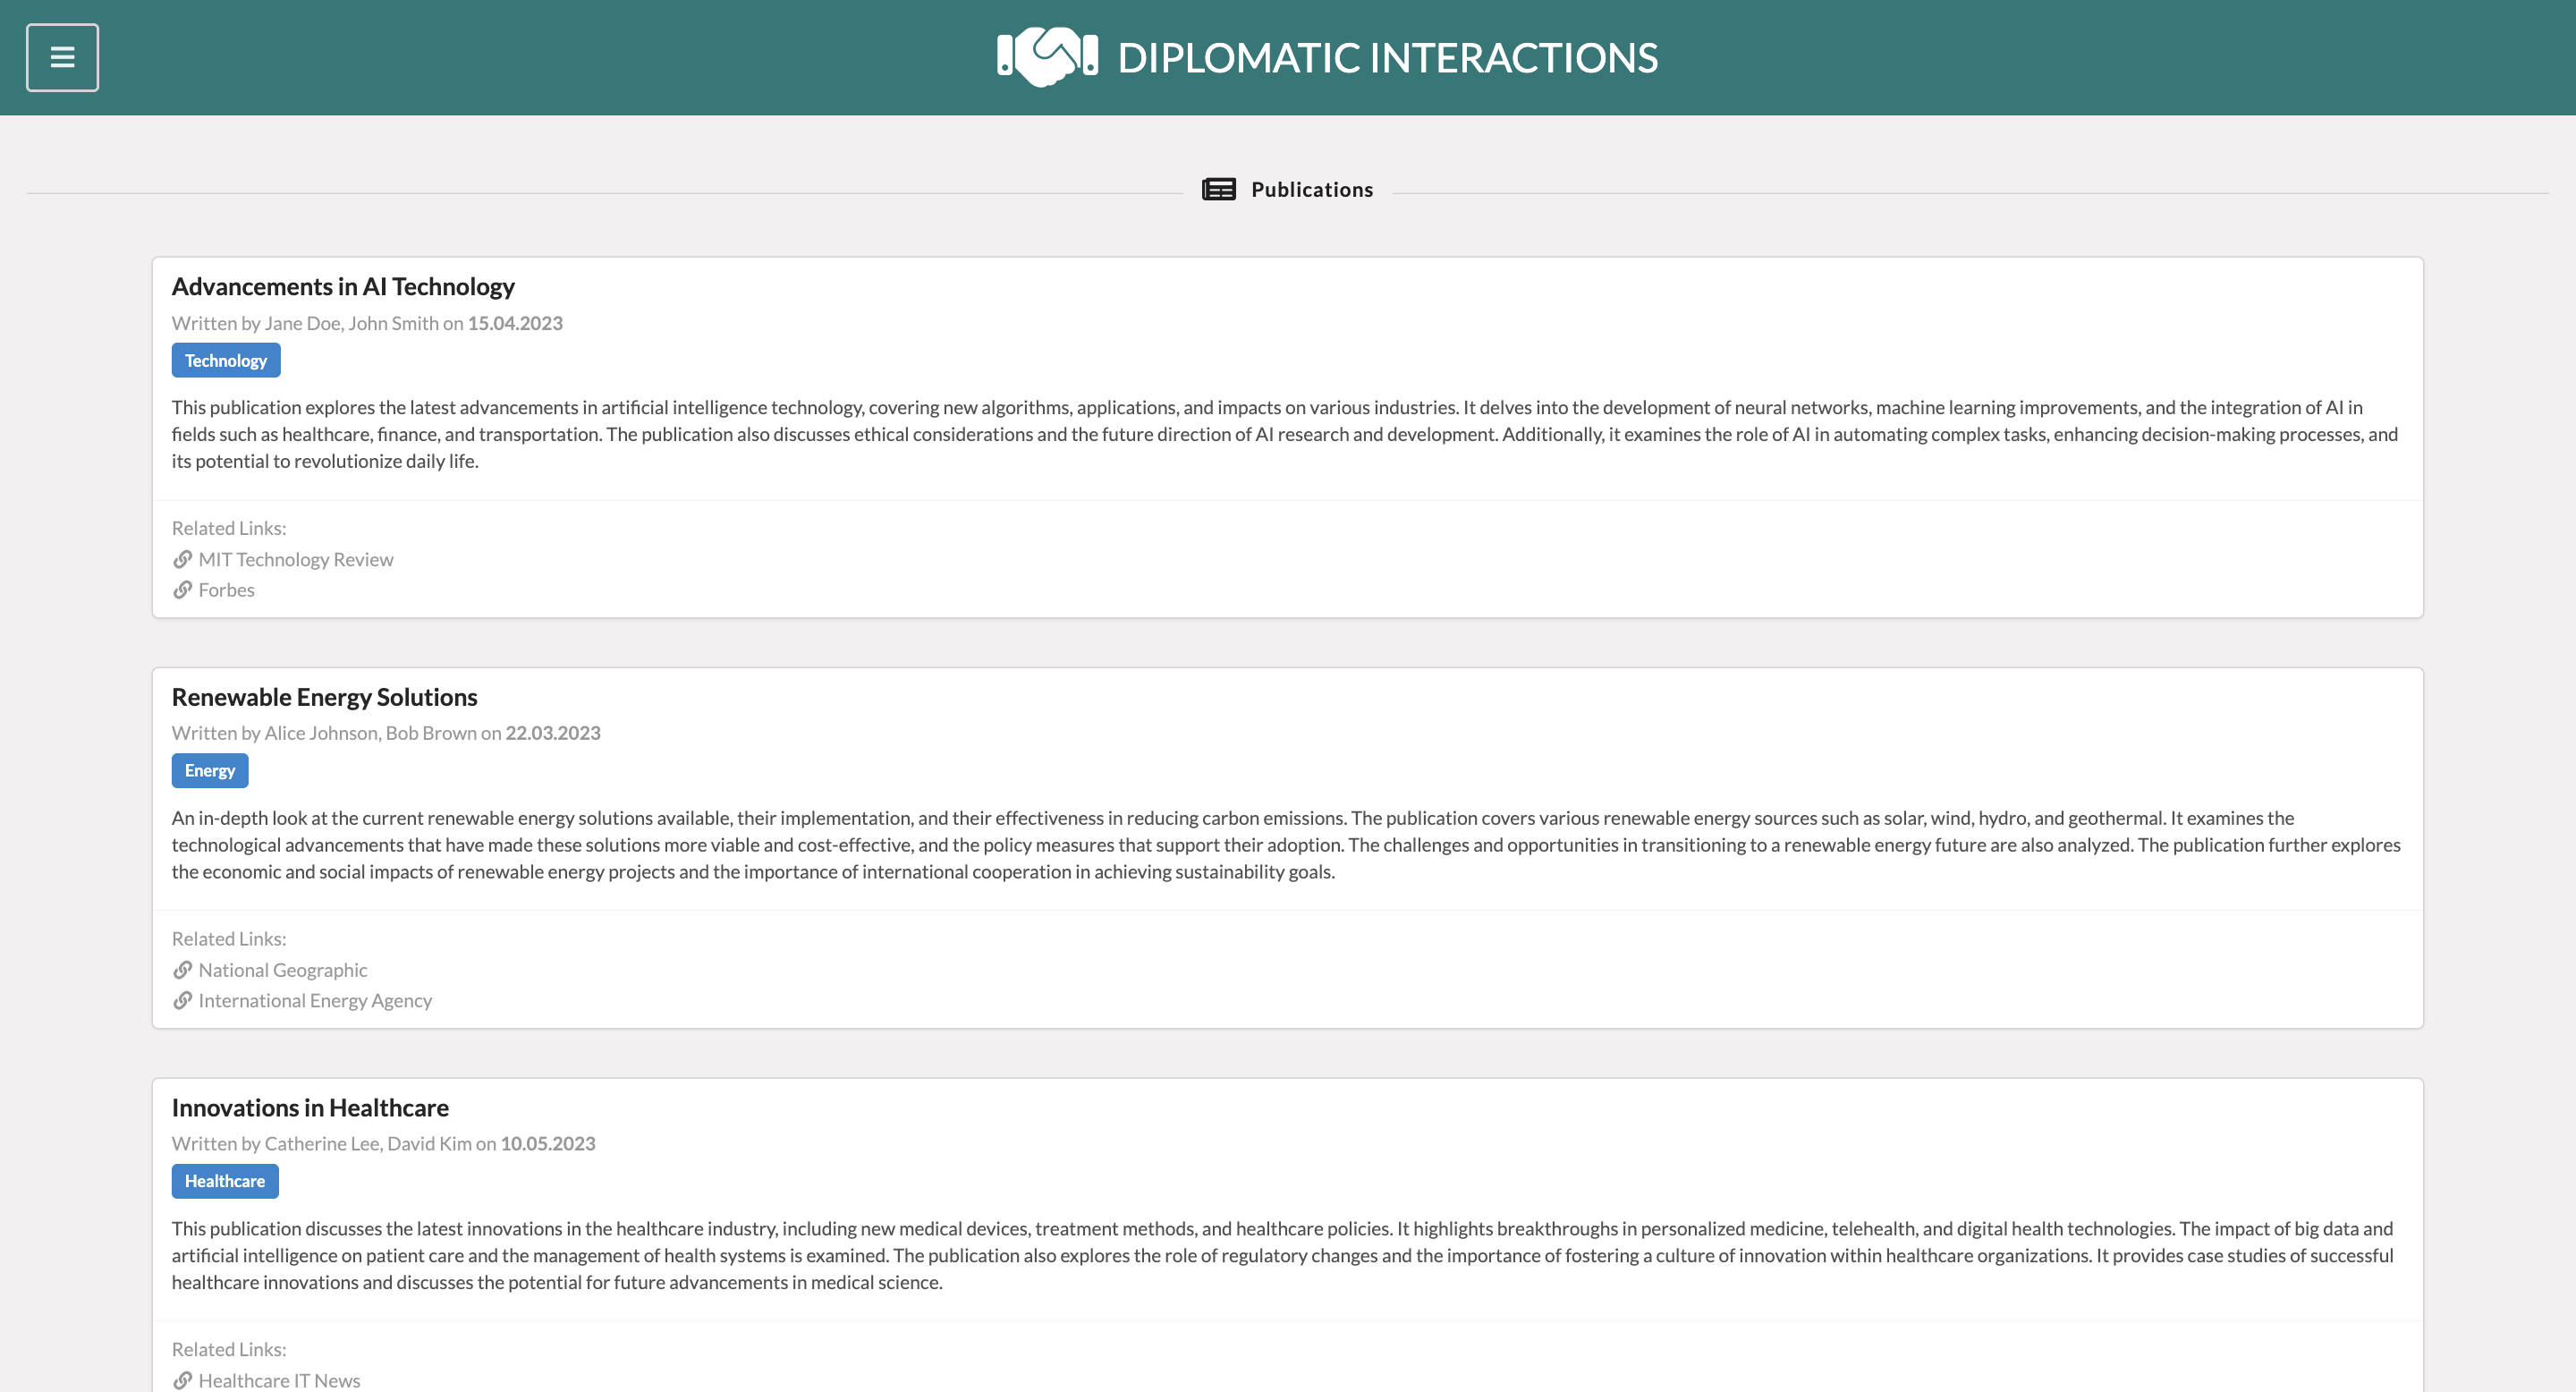 DIPLOMATIC INTERACTIONS
Publications
Advancements in AI Technology
Written by Jane Doe, John Smith on 15.04.2023
Technology
This publication explores the latest advancements in artificial intelligence technology, covering new algorithms, applications, and impacts on various industries. It delves into the development of neural networks, machine learning improvements, and the integration of AI in
fields such as healthcare, finance, and transportation. The publication also discusses ethical considerations and the future direction of AI research and development. Additionally, it examines the role of AI in automating complex tasks, enhancing decision-making processes, and
its potential to revolutionize daily life.
Related Links:
MIT Technology Review
Forbes
Renewable Energy Solutions
Written by Alice Johnson, Bob Brown on 22.03.2023
Energy
An in-depth look at the current renewable energy solutions available, their implementation, and their effectiveness in reducing carbon emissions. The publication covers various renewable energy sources such as solar, wind, hydro, and geothermal. It examines the
technological advancements that have made these solutions more viable and cost-effective, and the policy measures that support their adoption. The challenges and opportunities in transitioning to a renewable energy future are also analyzed. The publication further explores
the economic and social impacts of renewable energy projects and the importance of international cooperation in achieving sustainability goals.
Related Links:
National Geographic
International Energy Agency
Innovations in Healthcare
Written by Catherine Lee, David Kim on 10.05.2023
Healthcare
This publication discusses the latest innovations in the healthcare industry, including new medical devices, treatment methods, and healthcare policies. It highlights breakthroughs in personalized medicine, telehealth, and digital health technologies. The impact of big data and
artificial intelligence on patient care and the management of health systems is examined. The publication also explores the role of regulatory changes and the importance of fostering a culture of innovation within healthcare organizations. It provides case studies of successful
healthcare innovations and discusses the potential for future advancements in medical science.
Related Links:
Healthcare IT News